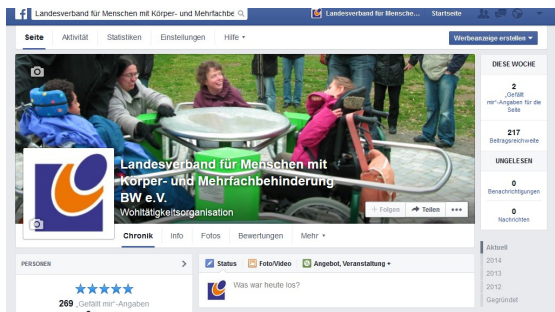 Landesverband für Menschen mit Körper- und Mehrfachbe
Landesverband für Mensche... Startseite
Seite Aktivität Statistiken Einstellungen Hilfe
Werbeanzeige erstellen
DIESE WOCHE
2
„Gefällt
mir“-Angaben für die
Seite
217
Beitragsreichweite
UNGELESEN
0
Benachrichtigungen
0
Nachrichten
Landesverband für Menschen mit
Körper- und Mehrfachbehinderung
BW e.V.
Wohltätigkeitsorganisation
+ Folgen Teilen •••
Chronik Info Fotos Bewertungen Mehr
Aktuell
2014
2013
2012
Gegründet
PERSONEN
269 „Gefällt mir“-Angaben
Status Foto/Video Angebot, Veranstaltung +
Was war heute los?